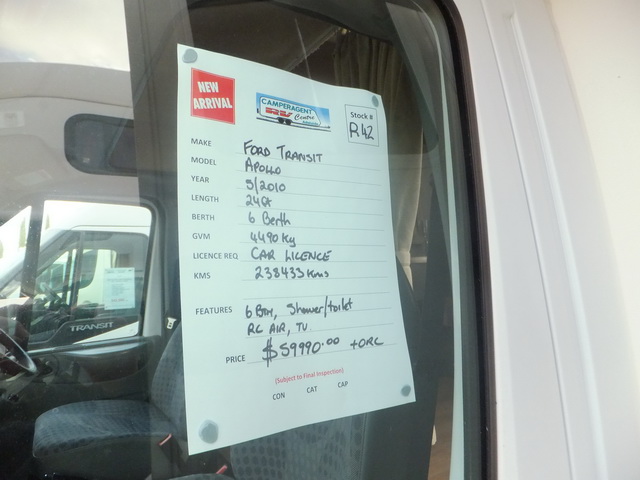 NEW ARRIVAL
CAMPERAGENT
RV Centre
Stock #
R42
MAKE FORD TRANSIT
MODEL APOLLO
YEAR 5/2010
LENGTH 24ft
BERTH 6 Berth
GVM 4490 Kg
LICENCE REQ CAR LICENCE
KMS 238433 Kms
FEATURES 6 Bth, Shower/toilet
RC AIR, TV
PRICE $59990.00 +ORC
(Subject to Final Inspection)
CON CAT CAP
TRANSIT